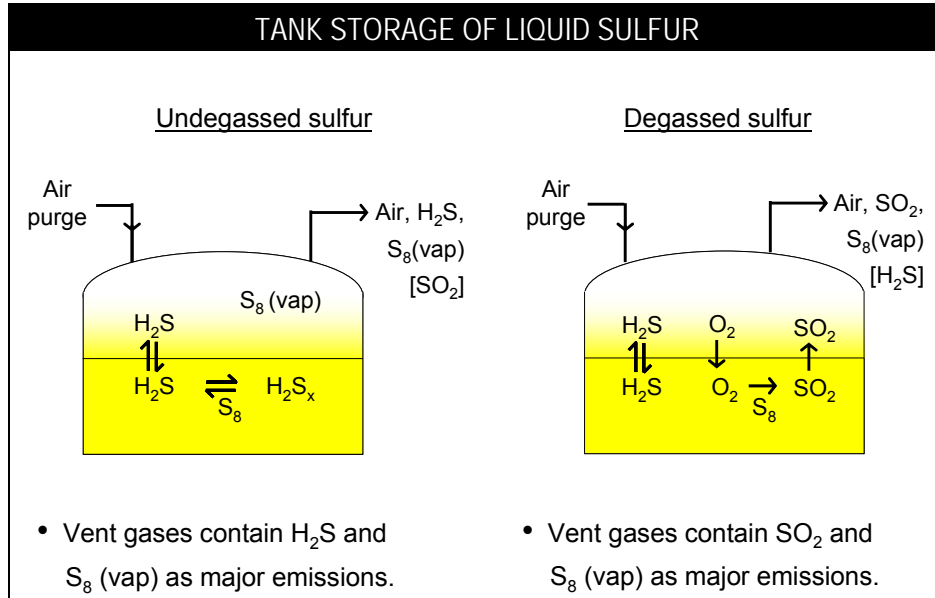 TANK STORAGE OF LIQUID SULFUR
Undegassed sulfur
Air
purge
Air, H₂S,
S₈(vap)
[SO₂]
S₈ (vap)
H₂S
H₂S
S₈
H₂Sₓ
• Vent gases contain H₂S and
S₈ (vap) as major emissions.
Degassed sulfur
Air
purge
Air, SO₂,
S₈(vap)
[H₂S]
H₂S
O₂
SO₂
H₂S
O₂
S₈
SO₂
• Vent gases contain SO₂ and
S₈ (vap) as major emissions.